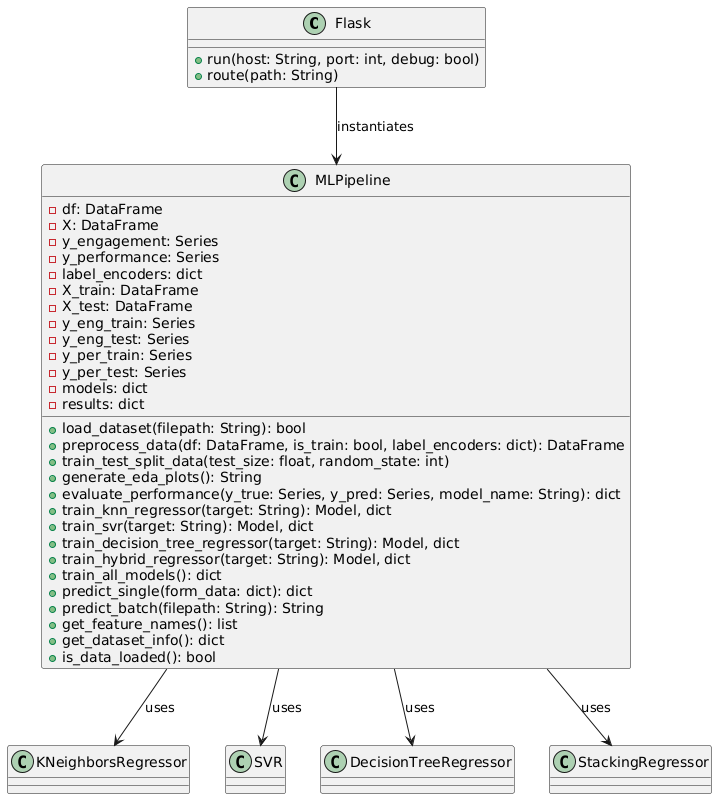 C Flask
run(host: String, port: int, debug: bool)
route(path: String)
instantiates
C MLPipeline
df: DataFrame
X: DataFrame
y_engagement: Series
y_performance: Series
label_encoders: dict
X_train: DataFrame
X_test: DataFrame
y_eng_train: Series
y_eng_test: Series
y_per_train: Series
y_per_test: Series
models: dict
results: dict
load_dataset(filepath: String): bool
preprocess_data(df: DataFrame, is_train: bool, label_encoders: dict): DataFrame
train_test_split_data(test_size: float, random_state: int)
generate_eda_plots(): String
evaluate_performance(y_true: Series, y_pred: Series, model_name: String): dict
train_knn_regressor(target: String): Model, dict
train_svr(target: String): Model, dict
train_decision_tree_regressor(target: String): Model, dict
train_hybrid_regressor(target: String): Model, dict
train_all_models(): dict
predict_single(form_data: dict): dict
predict_batch(filepath: String): String
get_feature_names(): list
get_dataset_info(): dict
is_data_loaded(): bool
uses
uses
uses
uses
C KNeighborsRegressor
C SVR
C DecisionTreeRegressor
C StackingRegressor